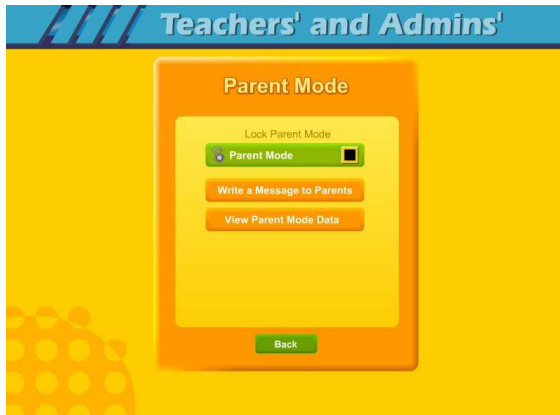 Teachers' and Admins'
Parent Mode
Lock Parent Mode
Parent Mode
Write a Message to Parents
View Parent Mode Data
Back